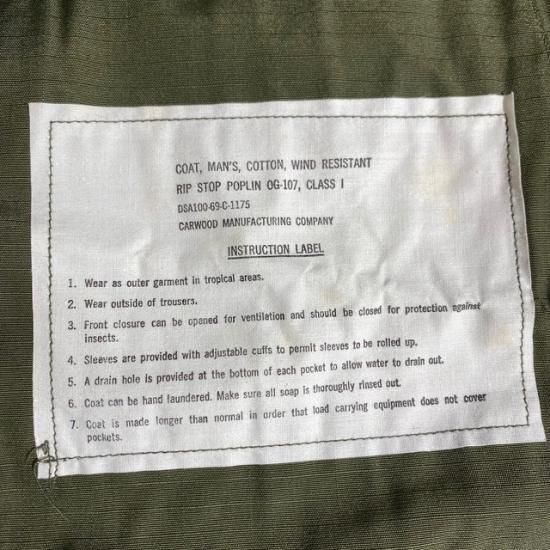 COAT, MAN'S, COTTON, WIND RESISTANT
RIP STOP POPLIN OG-107, CLASS I
DSA100-69-C-1175
CARWOOD MANUFACTURING COMPANY
INSTRUCTION LABEL
1. Wear as outer garment in tropical areas.
2. Wear outside of trousers.
3. Front closure can be opened for ventilation and should be closed for protection against
insects.
4. Sleeves are provided with adjustable cuffs to permit sleeves to be rolled up.
5. A drain hole is provided at the bottom of each pocket to allow water to drain out.
6. Coat can be hand laundered. Make sure all soap is thoroughly rinsed out.
7. Coat is made longer than normal in order that load carrying equipment does not cover
pockets.